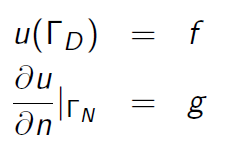 u(Γ_D) = f
∂u/∂n|Γ_N = g